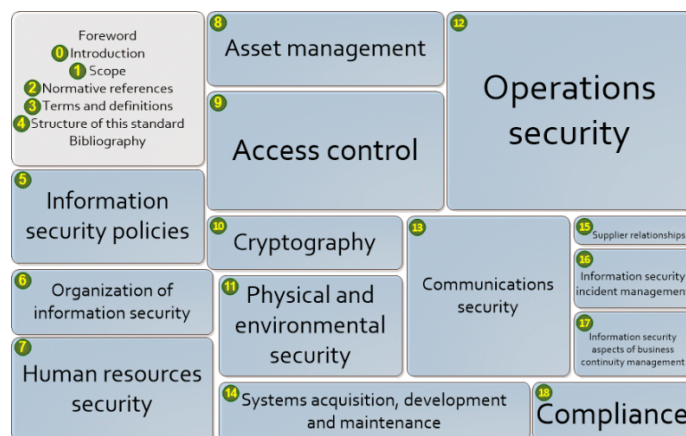 Foreword
0 Introduction
1 Scope
2 Normative references
3 Terms and definitions
4 Structure of this standard
Bibliography
5 Information
security policies
6 Organization of
information security
7 Human resources
security
8 Asset management
9 Access control
10 Cryptography
11 Physical and
environmental
security
12 Operations
security
13 Communications
security
14 Systems acquisition, development
and maintenance
15 Supplier relationships
16 Information security
incident management
17 Information security
aspects of business
continuity management
18 Compliance